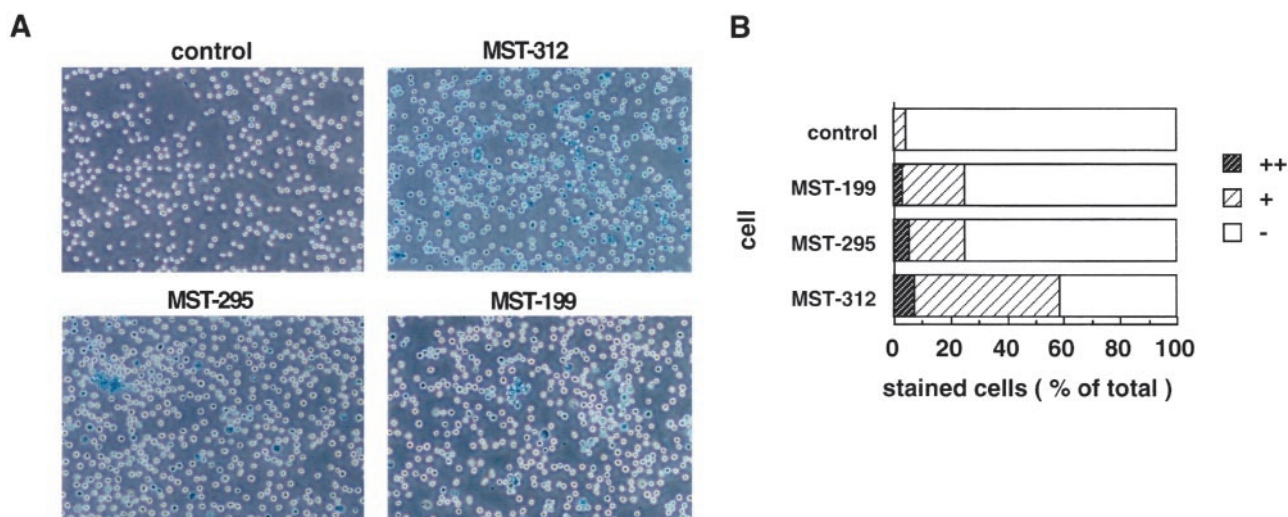 A
control
MST-312
MST-295
MST-199
B
control
MST-199
MST-295
MST-312
cell
0 20 40 60 80 100
stained cells ( % of total )
++
+
-